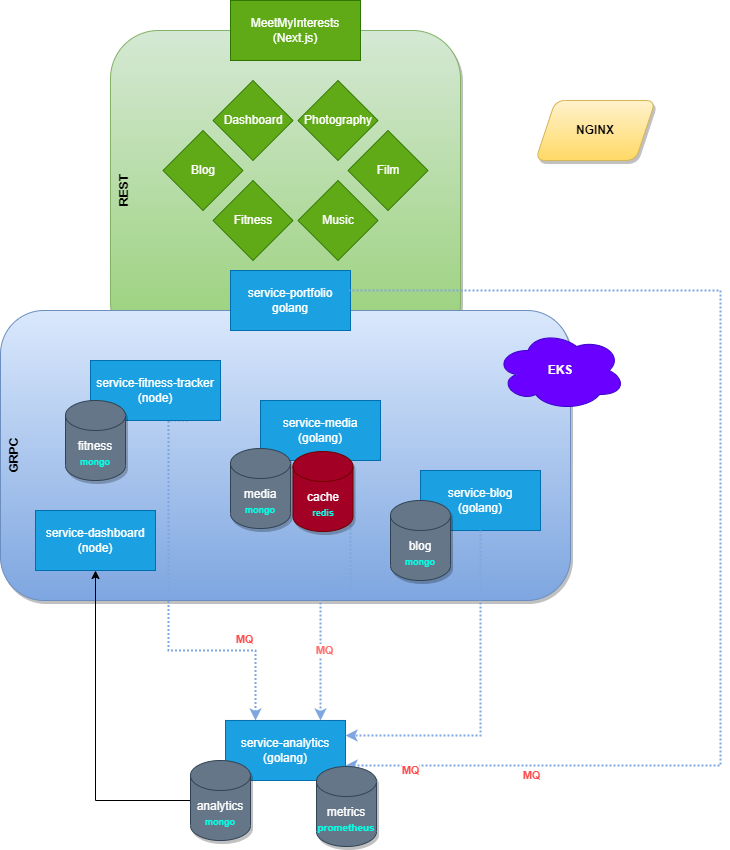 MeetMyInterests
(Next.js)
Dashboard
Photography
NGINX
Blog
Film
REST
Fitness
Music
service-portfolio
golang
EKS
service-fitness-tracker
(node)
service-media
(golang)
fitness
mongo
GRPC
media
mongo
cache
redis
service-blog
(golang)
service-dashboard
(node)
blog
mongo
MQ
MQ
service-analytics
(golang)
MQ
MQ
analytics
mongo
metrics
prometheus